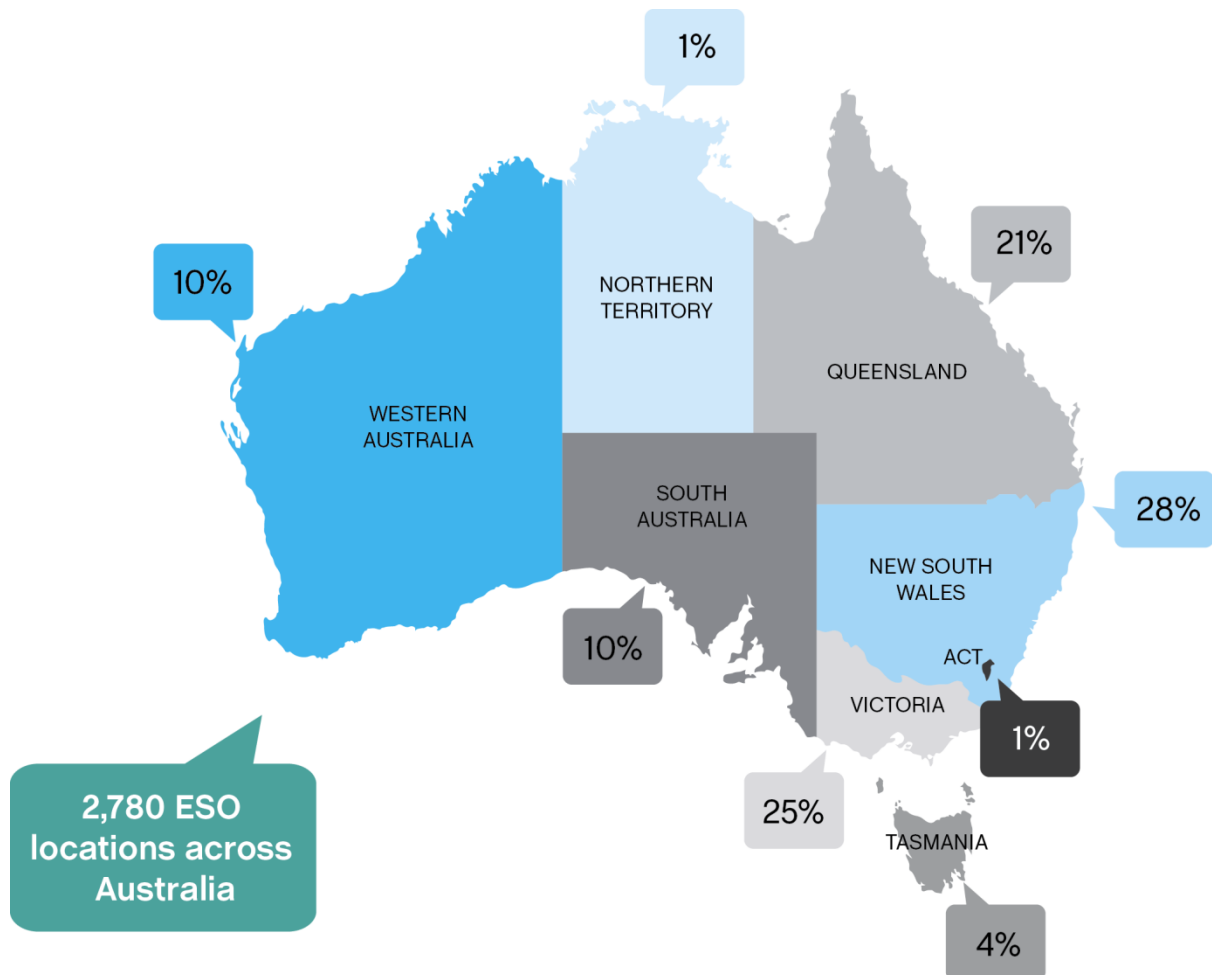 1%
21%
10%
NORTHERN
TERRITORY
QUEENSLAND
WESTERN
AUSTRALIA
SOUTH
AUSTRALIA
28%
NEW SOUTH
WALES
10%
ACT
VICTORIA
1%
25%
2,780 ESO
locations across
Australia
TASMANIA
4%